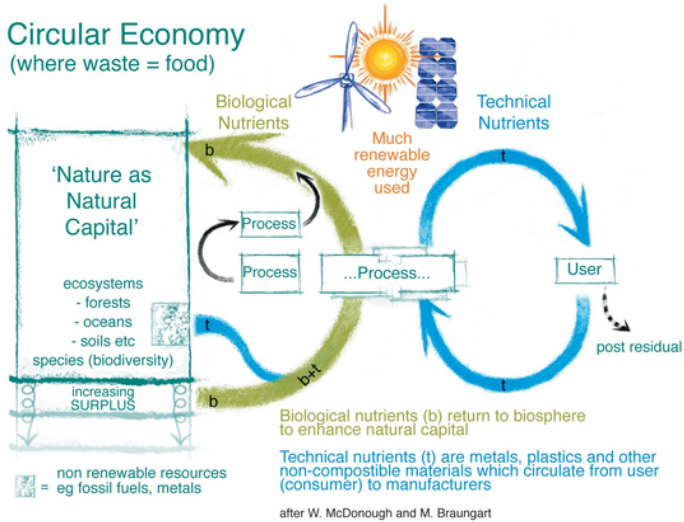 Circular Economy
(where waste = food)
Biological
Nutrients
Technical
Nutrients
Much
renewable
energy
used
b
t
'Nature as
Natural
Capital'
Process
Process
...Process...
User
ecosystems
- forests
- oceans
- soils etc
species (biodiversity)
t
post residual
b+t
t
increasing
SURPLUS
b
Biological nutrients (b) return to biosphere
to enhance natural capital
Technical nutrients (t) are metals, plastics and other
non-compostible materials which circulate from user
(consumer) to manufacturers
non renewable resources
= eg fossil fuels, metals
after W. McDonough and M. Braungart